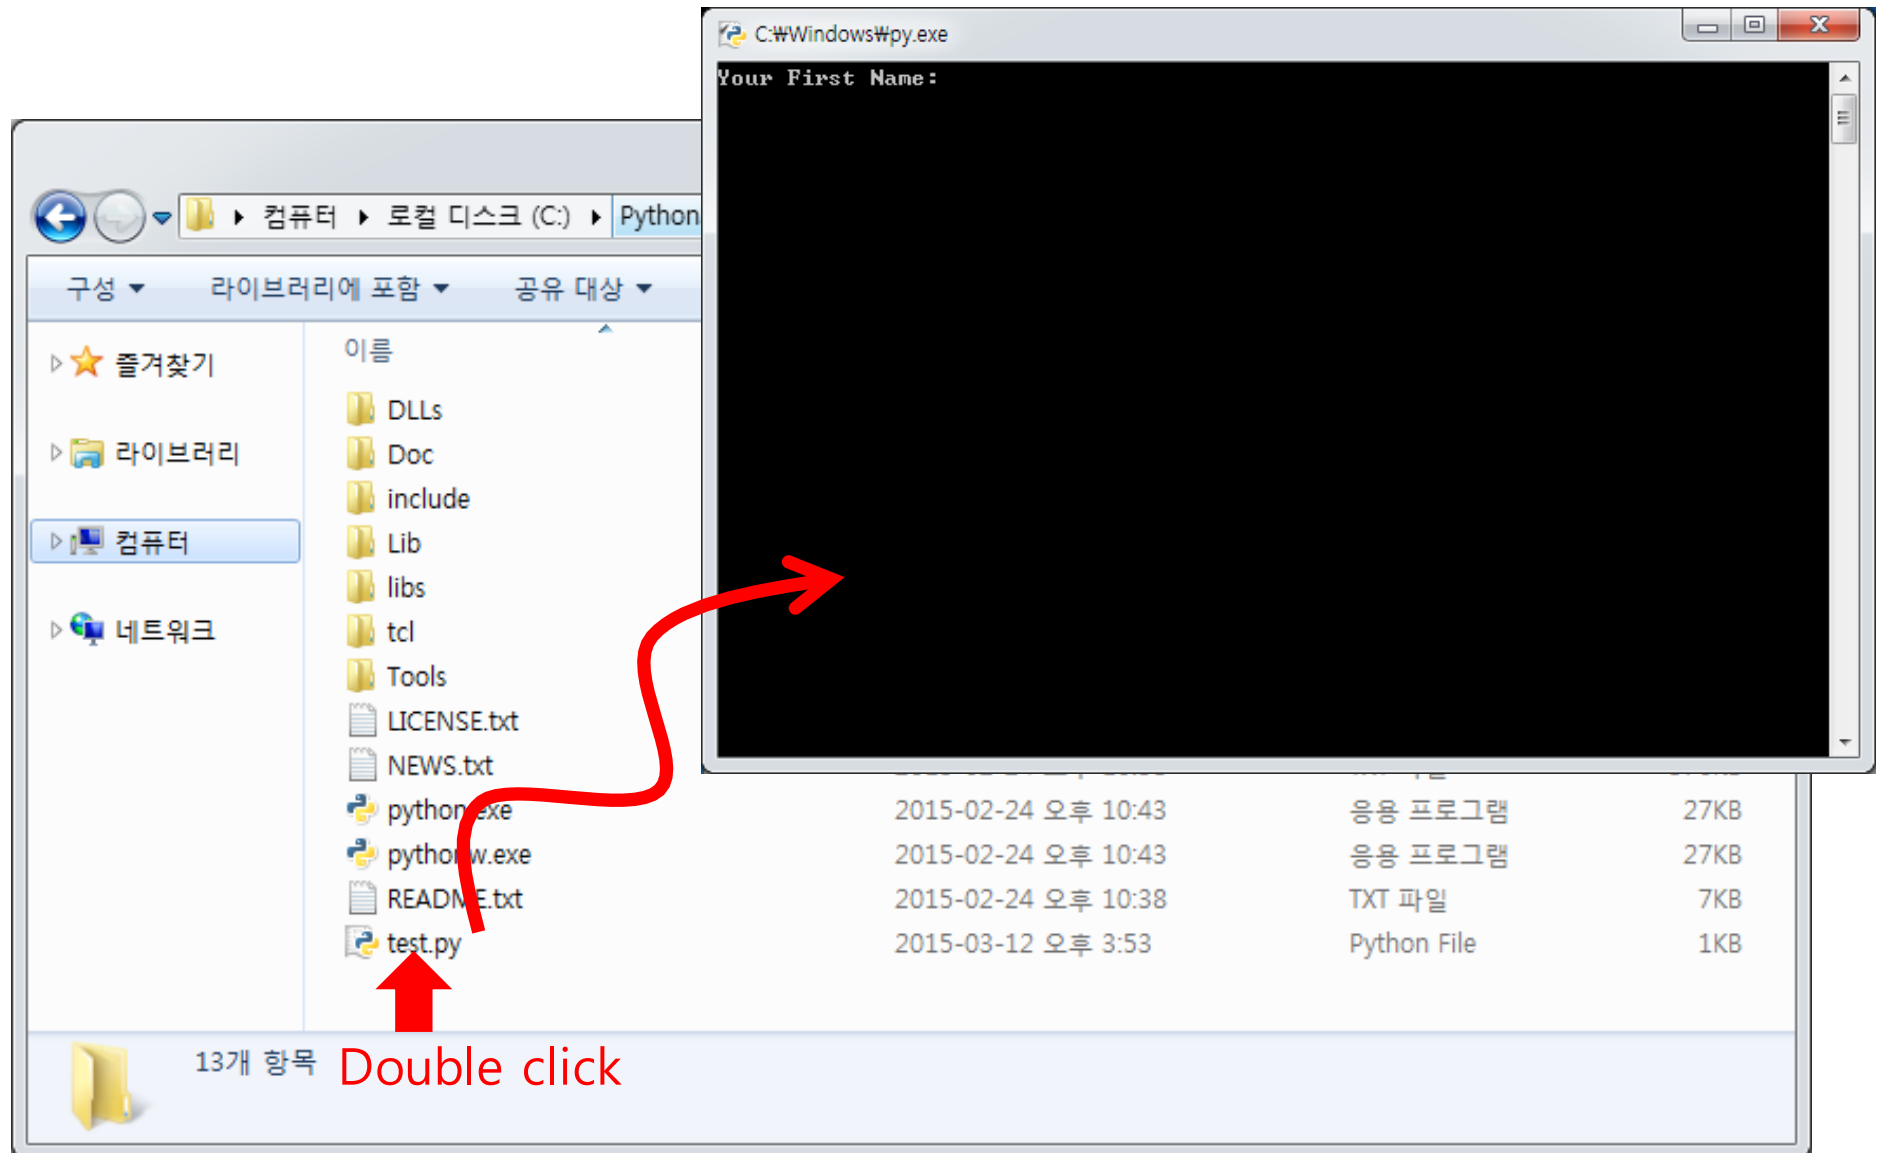 C:₩Windows₩py.exe
Your First Name:
컴퓨터 로컬 디스크 (C:) Python
구성 라이브러리에 포함 공유 대상
이름
즐겨찾기
라이브러리
컴퓨터
네트워크
DLLs
Doc
include
Lib
libs
tcl
Tools
LICENSE.txt
NEWS.txt
python.exe 2015-02-24 오후 10:43 응용 프로그램 27KB
pythonw.exe 2015-02-24 오후 10:43 응용 프로그램 27KB
README.txt 2015-02-24 오후 10:38 TXT 파일 7KB
test.py 2015-03-12 오후 3:53 Python File 1KB
13개 항목
Double click